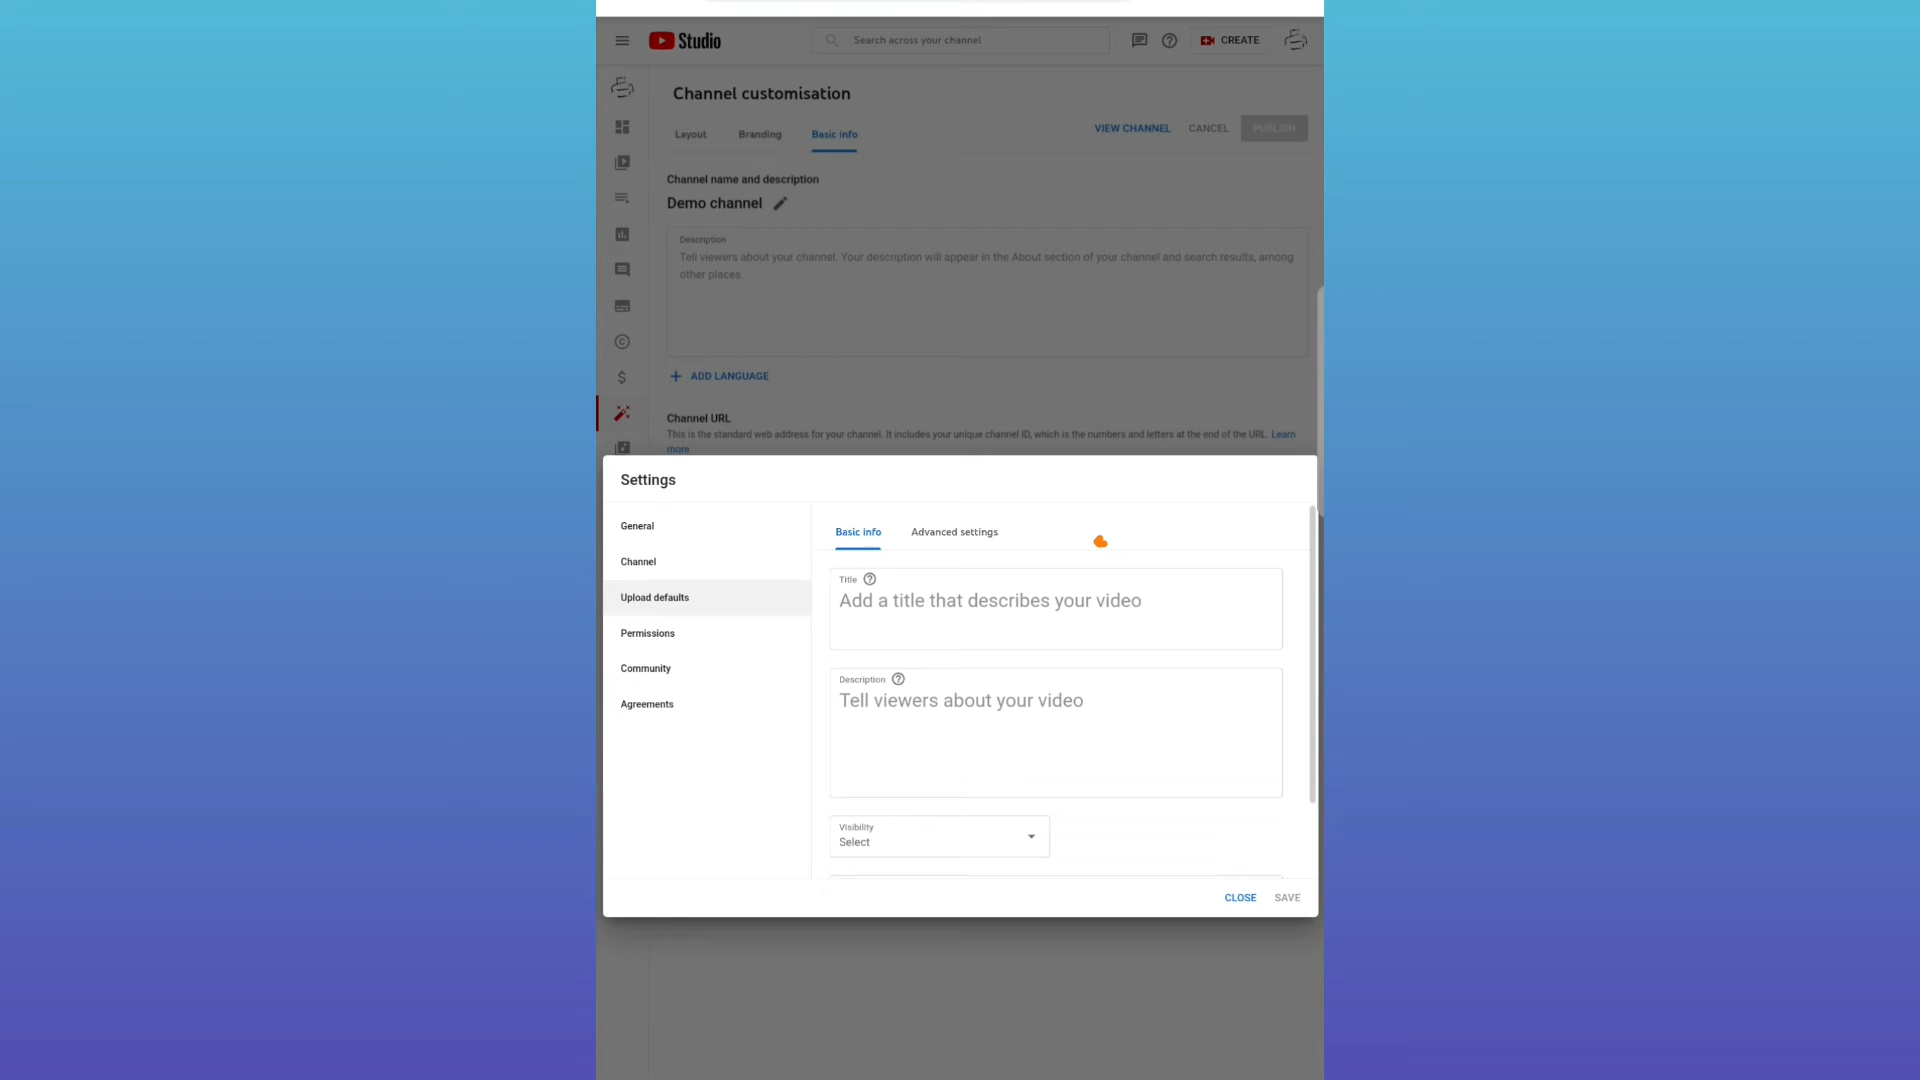 Studio
Search across your channel
CREATE
Channel customisation
Layout
Branding
Basic info
VIEW CHANNEL
CANCEL
PUBLISH
Channel name and description
Demo channel
Description
Tell viewers about your channel. Your description will appear in the About section of your channel and search results, among
other places.
ADD LANGUAGE
Channel URL
This is the standard web address for your channel. It includes your unique channel ID, which is the numbers and letters at the end of the URL. Learn
more
Settings
General
Channel
Upload defaults
Permissions
Community
Agreements
Basic info
Advanced settings
Title
Add a title that describes your video
Description
Tell viewers about your video
Visibility
Select
CLOSE
SAVE